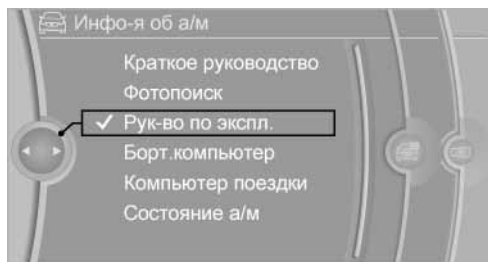 Инфо-я об а/м
Краткое руководство
Фотопоиск
Рук-во по экспл.
Борт.компьютер
Компьютер поездки
Состояние а/м